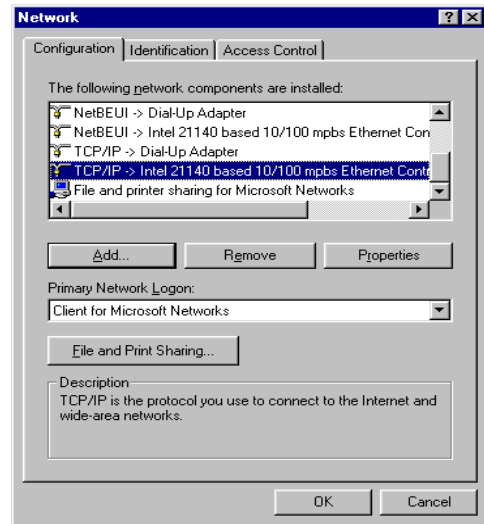 Network
Configuration Identification Access Control
The following network components are installed:
NetBEUI -> Dial-Up Adapter
NetBEUI -> Intel 21140 based 10/100 mpbs Ethernet Con
TCP/IP -> Dial-Up Adapter
TCP/IP -> Intel 21140 based 10/100 mpbs Ethernet Contr
File and printer sharing for Microsoft Networks
Add... Remove Properties
Primary Network Logon:
Client for Microsoft Networks
File and Print Sharing...
Description
TCP/IP is the protocol you use to connect to the Internet and
wide-area networks.
OK Cancel